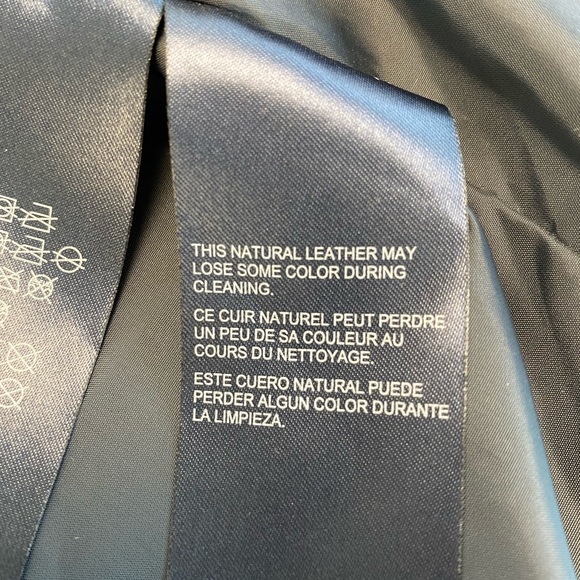 THIS NATURAL LEATHER MAY
LOSE SOME COLOR DURING
CLEANING.
CE CUIR NATUREL PEUT PERDRE
UN PEU DE SA COULEUR AU
COURS DU NETTOYAGE.
ESTE CUERO NATURAL PUEDE
PERDER ALGUN COLOR DURANTE
LA LIMPIEZA.